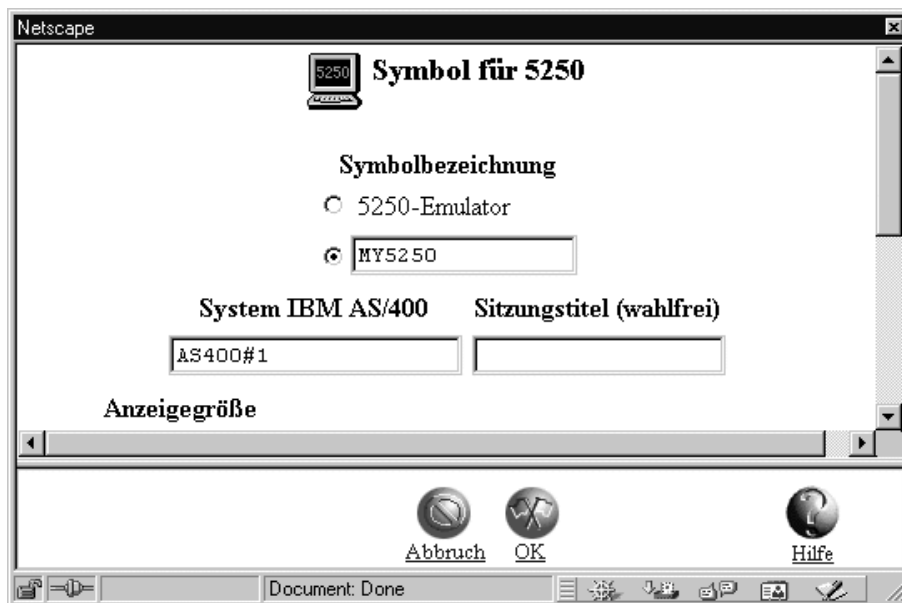 Netscape
5250 Symbol für 5250
Symbolbezeichnung
5250-Emulator
MY5250
System IBM AS/400 Sitzungstitel (wahlfrei)
AS400#1
Anzeigegröße
Abbruch OK Hilfe
Document: Done